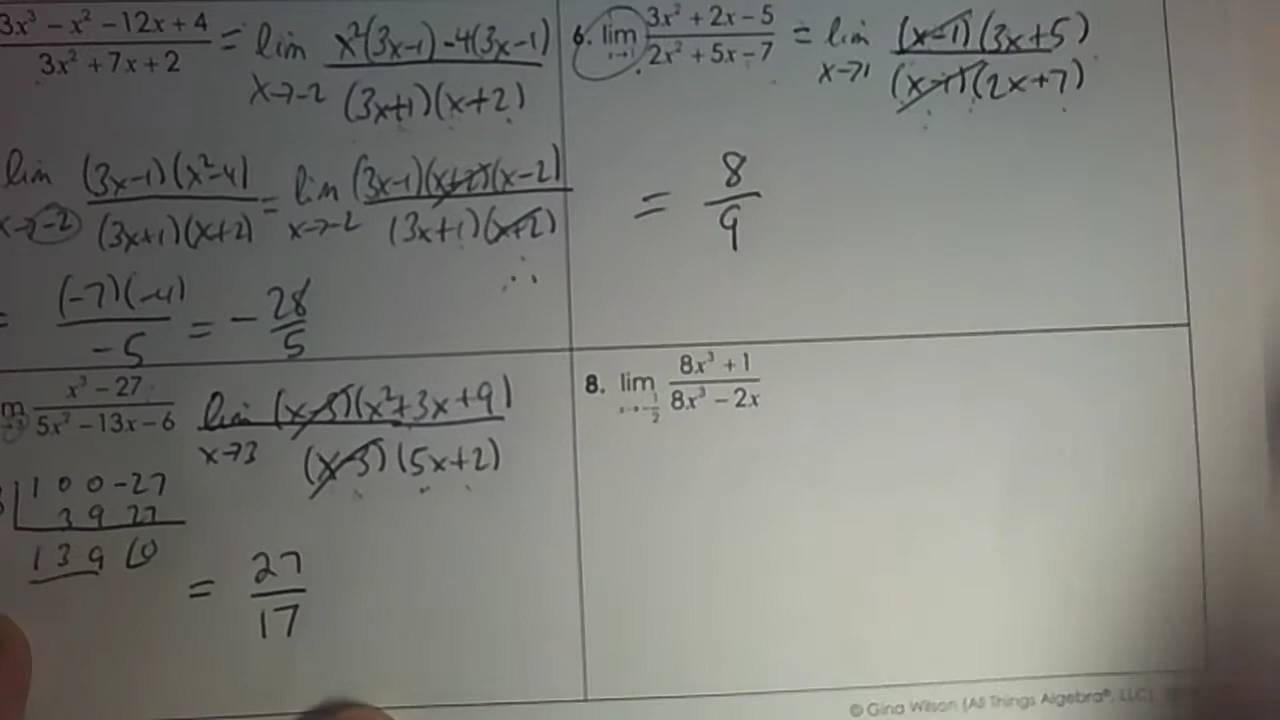 3x³ − x² − 12x + 4
3x² + 7x + 2
= lim x→-2
x²(3x-1)-4(3x-1)
(3x+1)(x+2)
lim x→-2
(3x-1)(x²-4)
(3x+1)(x+2)
= lim x→-2
(3x-1)(x+2)(x-2)
(3x+1)(x+2)
∴
= (-7)(-4)
-5
= - 28
5
6. lim x→1
3x² + 2x − 5
2x² + 5x − 7
= lim x→1
(x-1)(3x+5)
(x-1)(2x+7)
= 8
9
x³ − 27
5x² − 13x − 6
lim x→3
(x-3)(x²+3x+9)
(x-3)(5x+2)
1 0 0 -27
3 9 27
1 3 9 0
= 27
17
8. lim x→-1/2
8x³ + 1
8x³ − 2x
© Gina Wilson (All Things Algebra®, LLC)